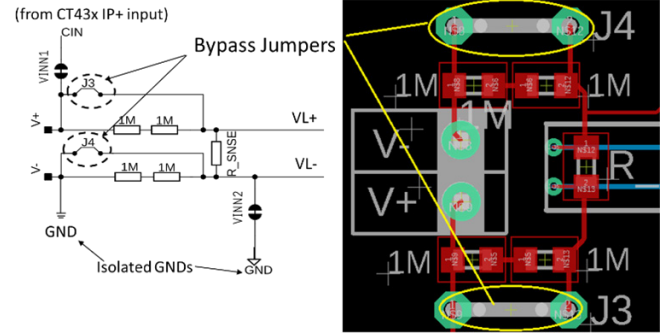 (from CT43x IP+ input)
CIN
Bypass Jumpers
VINN1
J3
V+
1M
1M
VL+
J4
R_SNSE
V-
1M
1M
VL-
VINN2
GND
Isolated GNDs
GND
J4
1M
1M
1M
V-
R
V+
1M
1M
J3